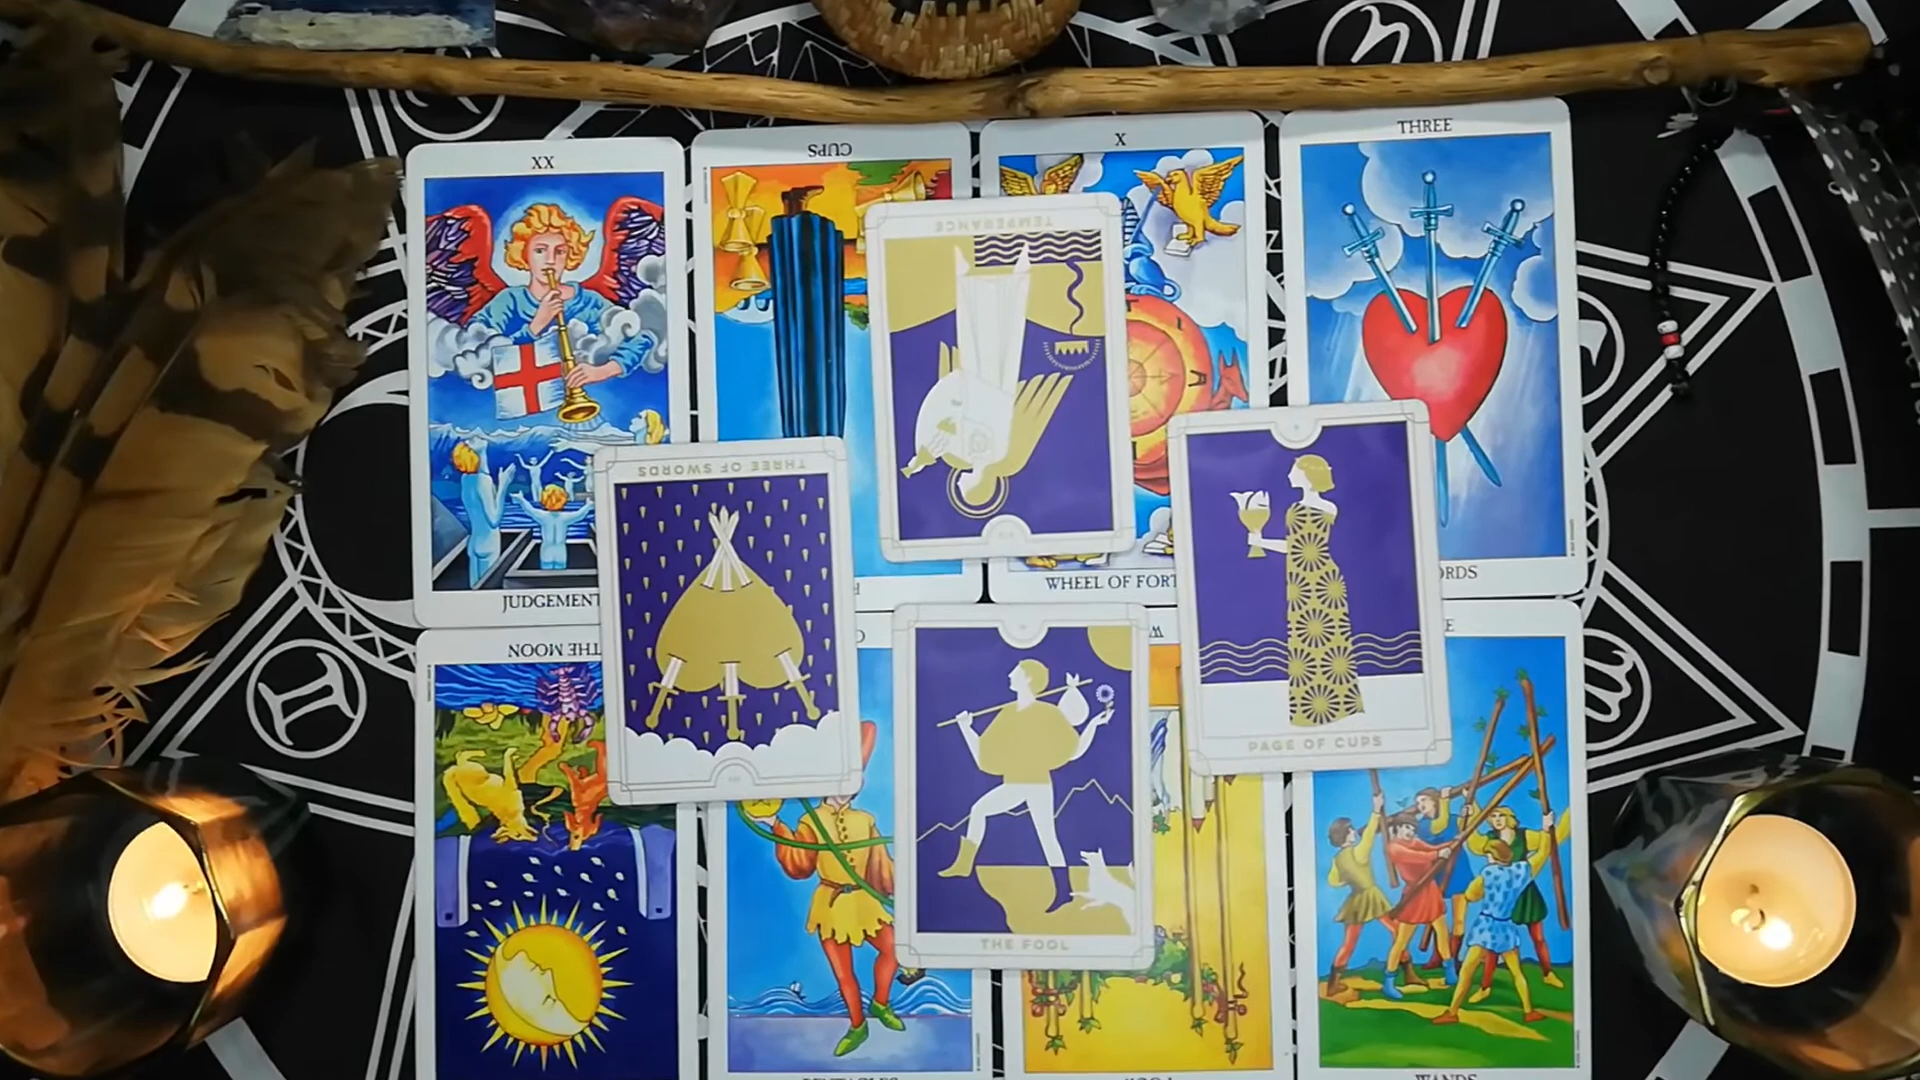 XX
CUPS
X
THREE
TEMPERANCE
THREE OF SWORDS
JUDGEMENT
WHEEL OF FORT
ORDS
THE MOON
PAGE OF CUPS
THE FOOL
WANDS